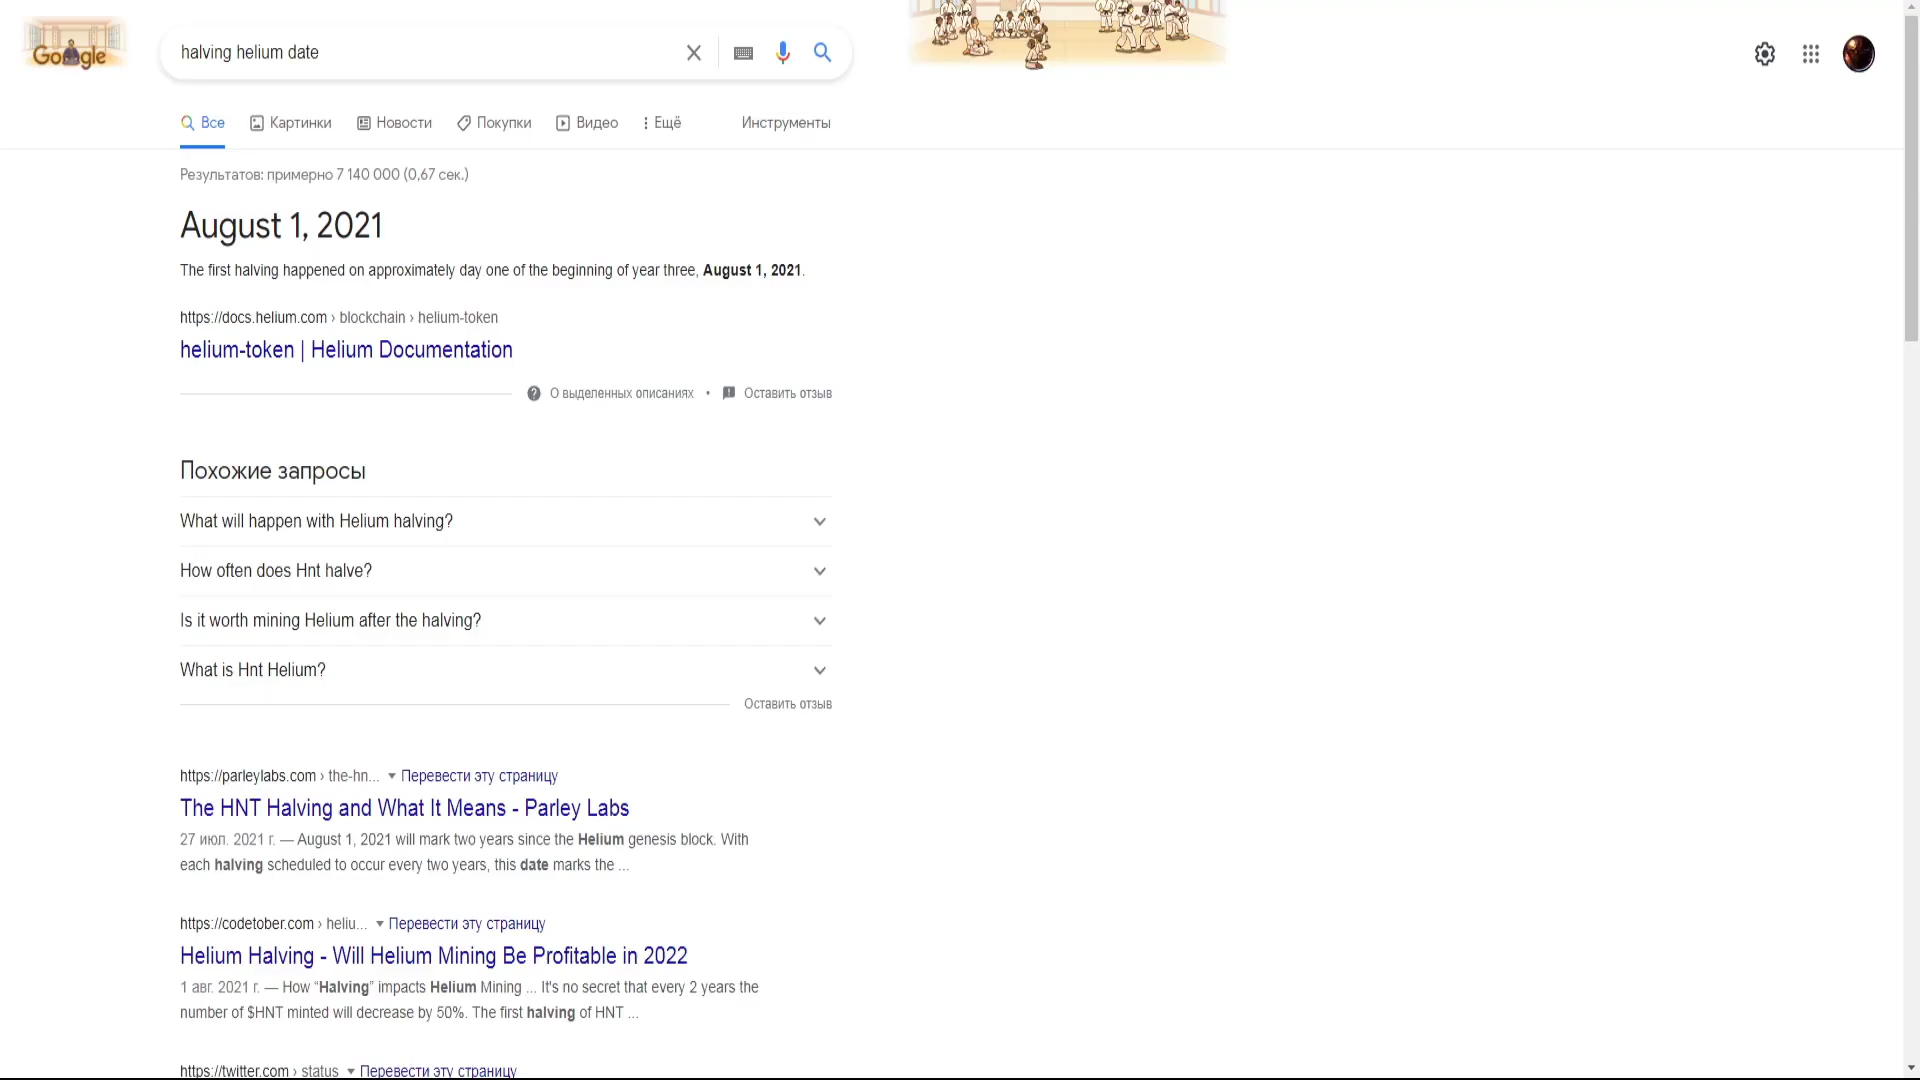 Google
halving helium date
Все
Картинки
Новости
Покупки
Видео
Ещё
Инструменты
Результатов: примерно 7 140 000 (0,67 сек.)
August 1, 2021
The first halving happened on approximately day one of the beginning of year three, August 1, 2021.
https://docs.helium.com › blockchain › helium-token
helium-token | Helium Documentation
О выделенных описаниях • Оставить отзыв
Похожие запросы
What will happen with Helium halving?
How often does Hnt halve?
Is it worth mining Helium after the halving?
What is Hnt Helium?
Оставить отзыв
https://parleylabs.com › the-hn... Перевести эту страницу
The HNT Halving and What It Means - Parley Labs
27 июл. 2021 г. — August 1, 2021 will mark two years since the Helium genesis block. With
each halving scheduled to occur every two years, this date marks the ...
https://codetober.com › heliu... Перевести эту страницу
Helium Halving - Will Helium Mining Be Profitable in 2022
1 авг. 2021 г. — How “Halving” impacts Helium Mining ... It's no secret that every 2 years the
number of $HNT minted will decrease by 50%. The first halving of HNT ...
https://twitter.com › status Перевести эту страницу